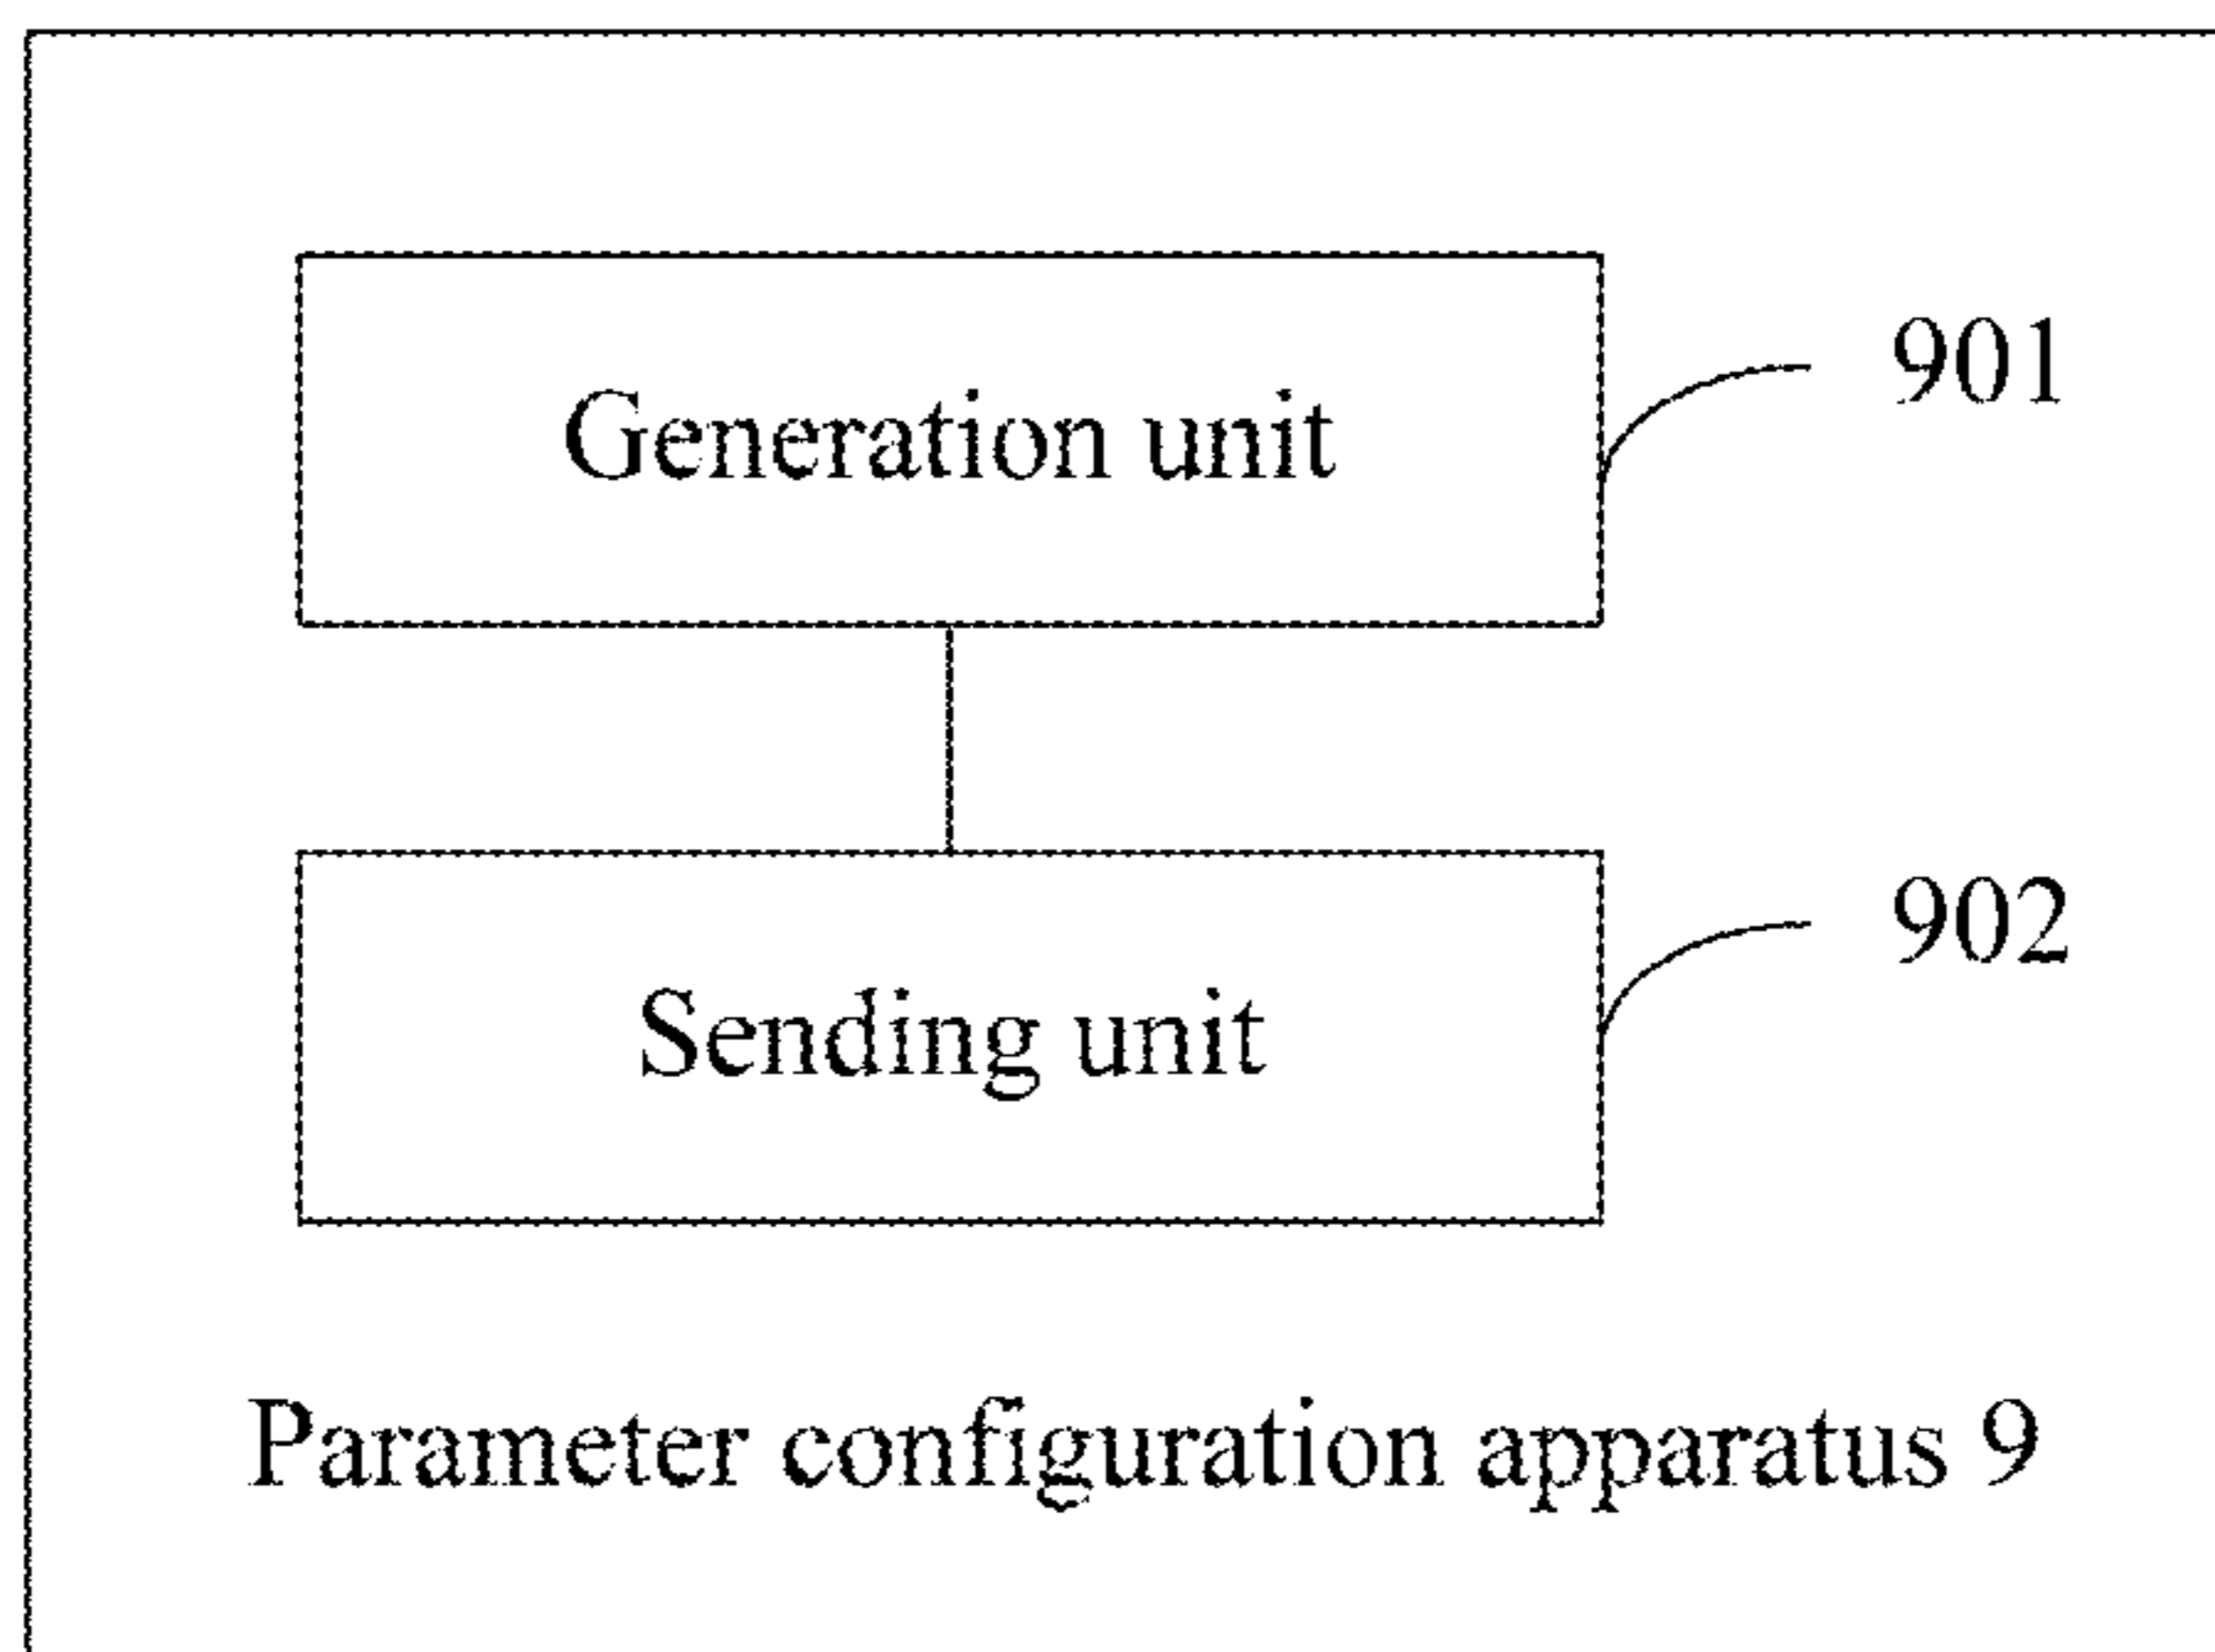 Generation unit
901
Sending unit
902
Parameter configuration apparatus 9